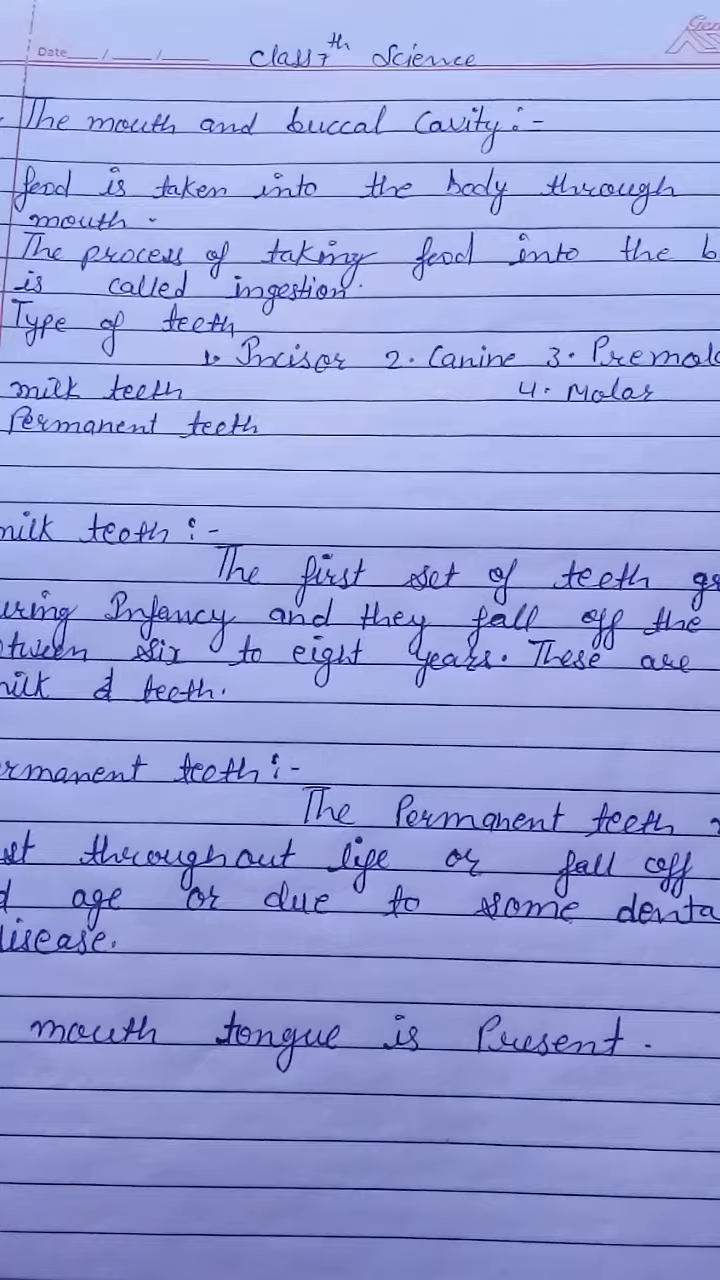 Date / /
Class 7th Science
The mouth and buccal Cavity :-
food is taken into the body through
mouth.
The process of taking food into the b
is called ingestion.
Type of teeth
1. Incisor 2. Canine 3. Premol
milk teeth 4. Molar
Permanent teeth
milk teeth :-
The first set of teeth g
uring Infancy and they fall off the
tween six to eight years. These are
milk teeth.
rmanent teeth :-
The Permanent teeth
st throughout life or fall off
d age or due to some denta
disease.
mouth tongue is Present.